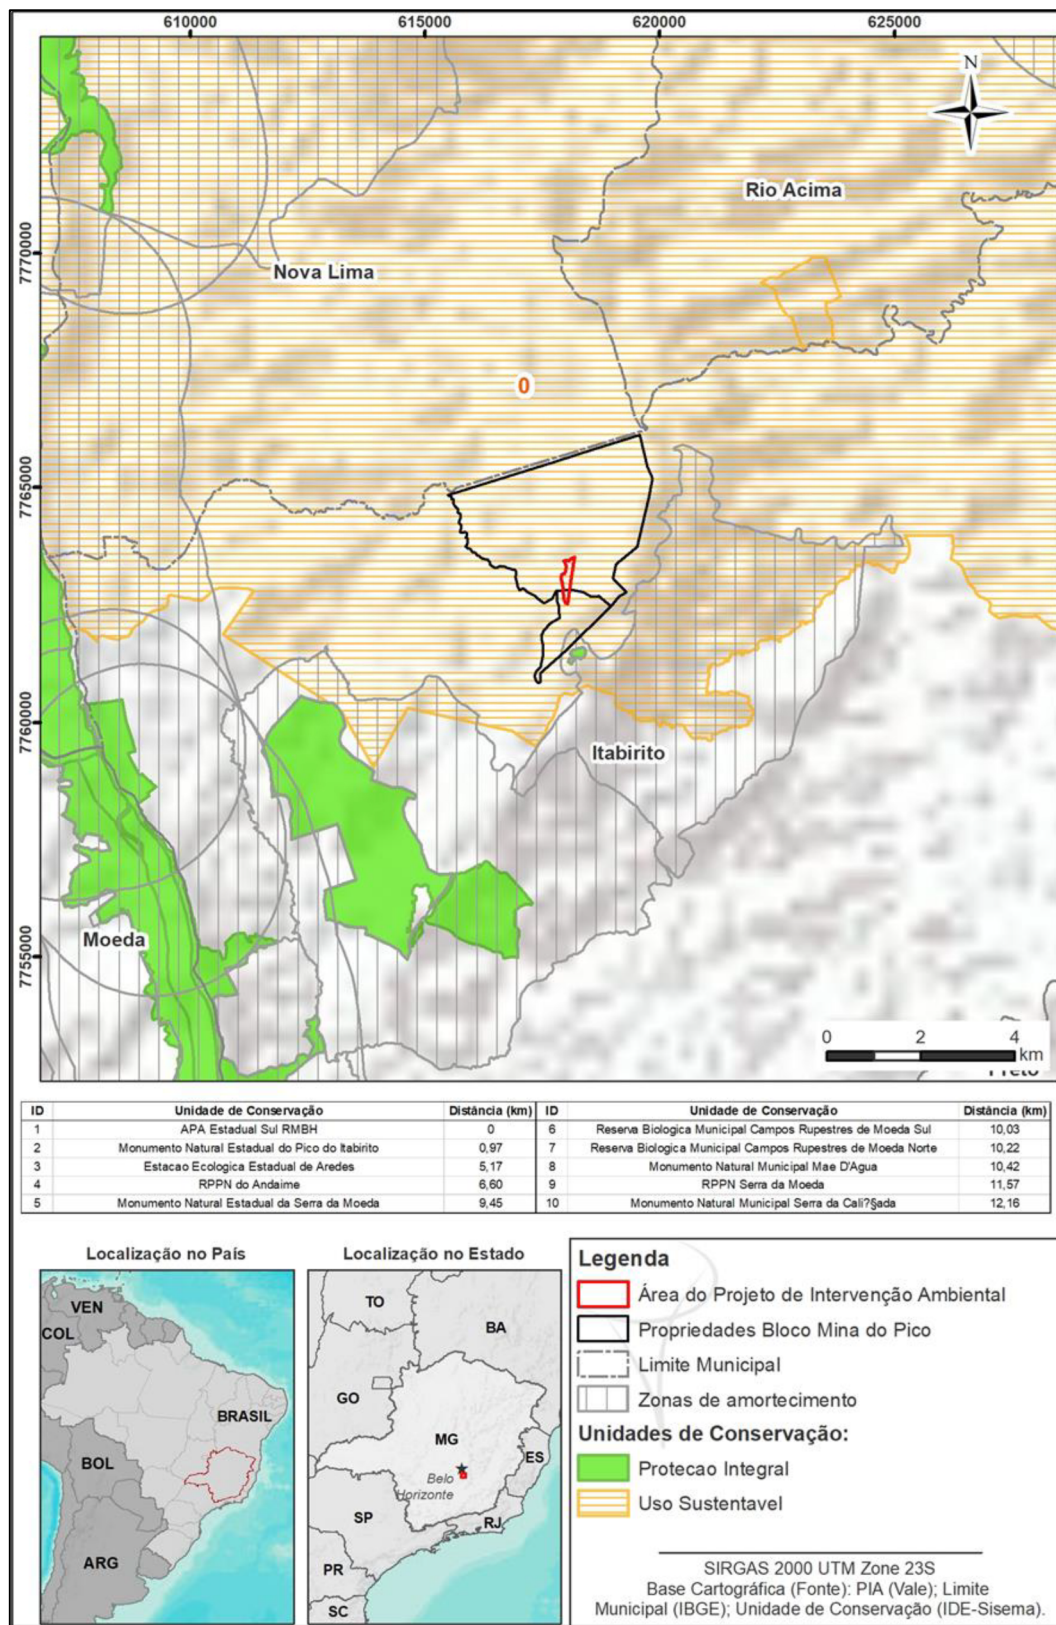 610000 615000 620000 625000
N
Rio Acima
7770000
Nova Lima
0
7765000
7760000
Itabirito
7755000
Moeda
0 2 4
km
ID Unidade de Conservação Distância (km) ID Unidade de Conservação Distância (km)
1 APA Estadual Sul RMBH 0 6 Reserva Biologica Municipal Campos Rupestres de Moeda Sul 10,03
2 Monumento Natural Estadual do Pico do Itabirito 0,97 7 Reserva Biologica Municipal Campos Rupestres de Moeda Norte 10,22
3 Estacao Ecologica Estadual de Aredes 5,17 8 Monumento Natural Municipal Mae D'Agua 10,42
4 RPPN do Andaime 6,60 9 RPPN Serra da Moeda 11,57
5 Monumento Natural Estadual da Serra da Moeda 9,45 10 Monumento Natural Municipal Serra da Cali?§ada 12,16
Localização no País
VEN
COL
BRASIL
BOL
ARG
Localização no Estado
TO
BA
GO
MG
ES
Belo
Horizonte
SP
RJ
PR
SC
Legenda
Área do Projeto de Intervenção Ambiental
Propriedades Bloco Mina do Pico
Limite Municipal
Zonas de amortecimento
Unidades de Conservação:
Protecao Integral
Uso Sustentavel
SIRGAS 2000 UTM Zone 23S
Base Cartográfica (Fonte): PIA (Vale); Limite
Municipal (IBGE); Unidade de Conservação (IDE-Sisema).